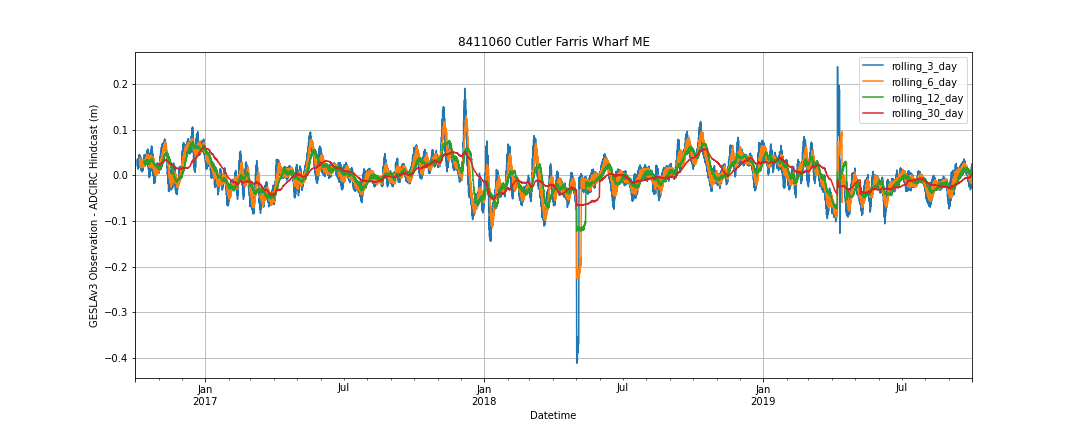 8411060 Cutler Farris Wharf ME
rolling_3_day
rolling_6_day
rolling_12_day
rolling_30_day
GESLAv3 Observation - ADCIRC Hindcast (m)
0.2
0.1
0.0
−0.1
−0.2
−0.3
−0.4
Jan
2017
Jul
Jan
2018
Jul
Jan
2019
Jul
Datetime